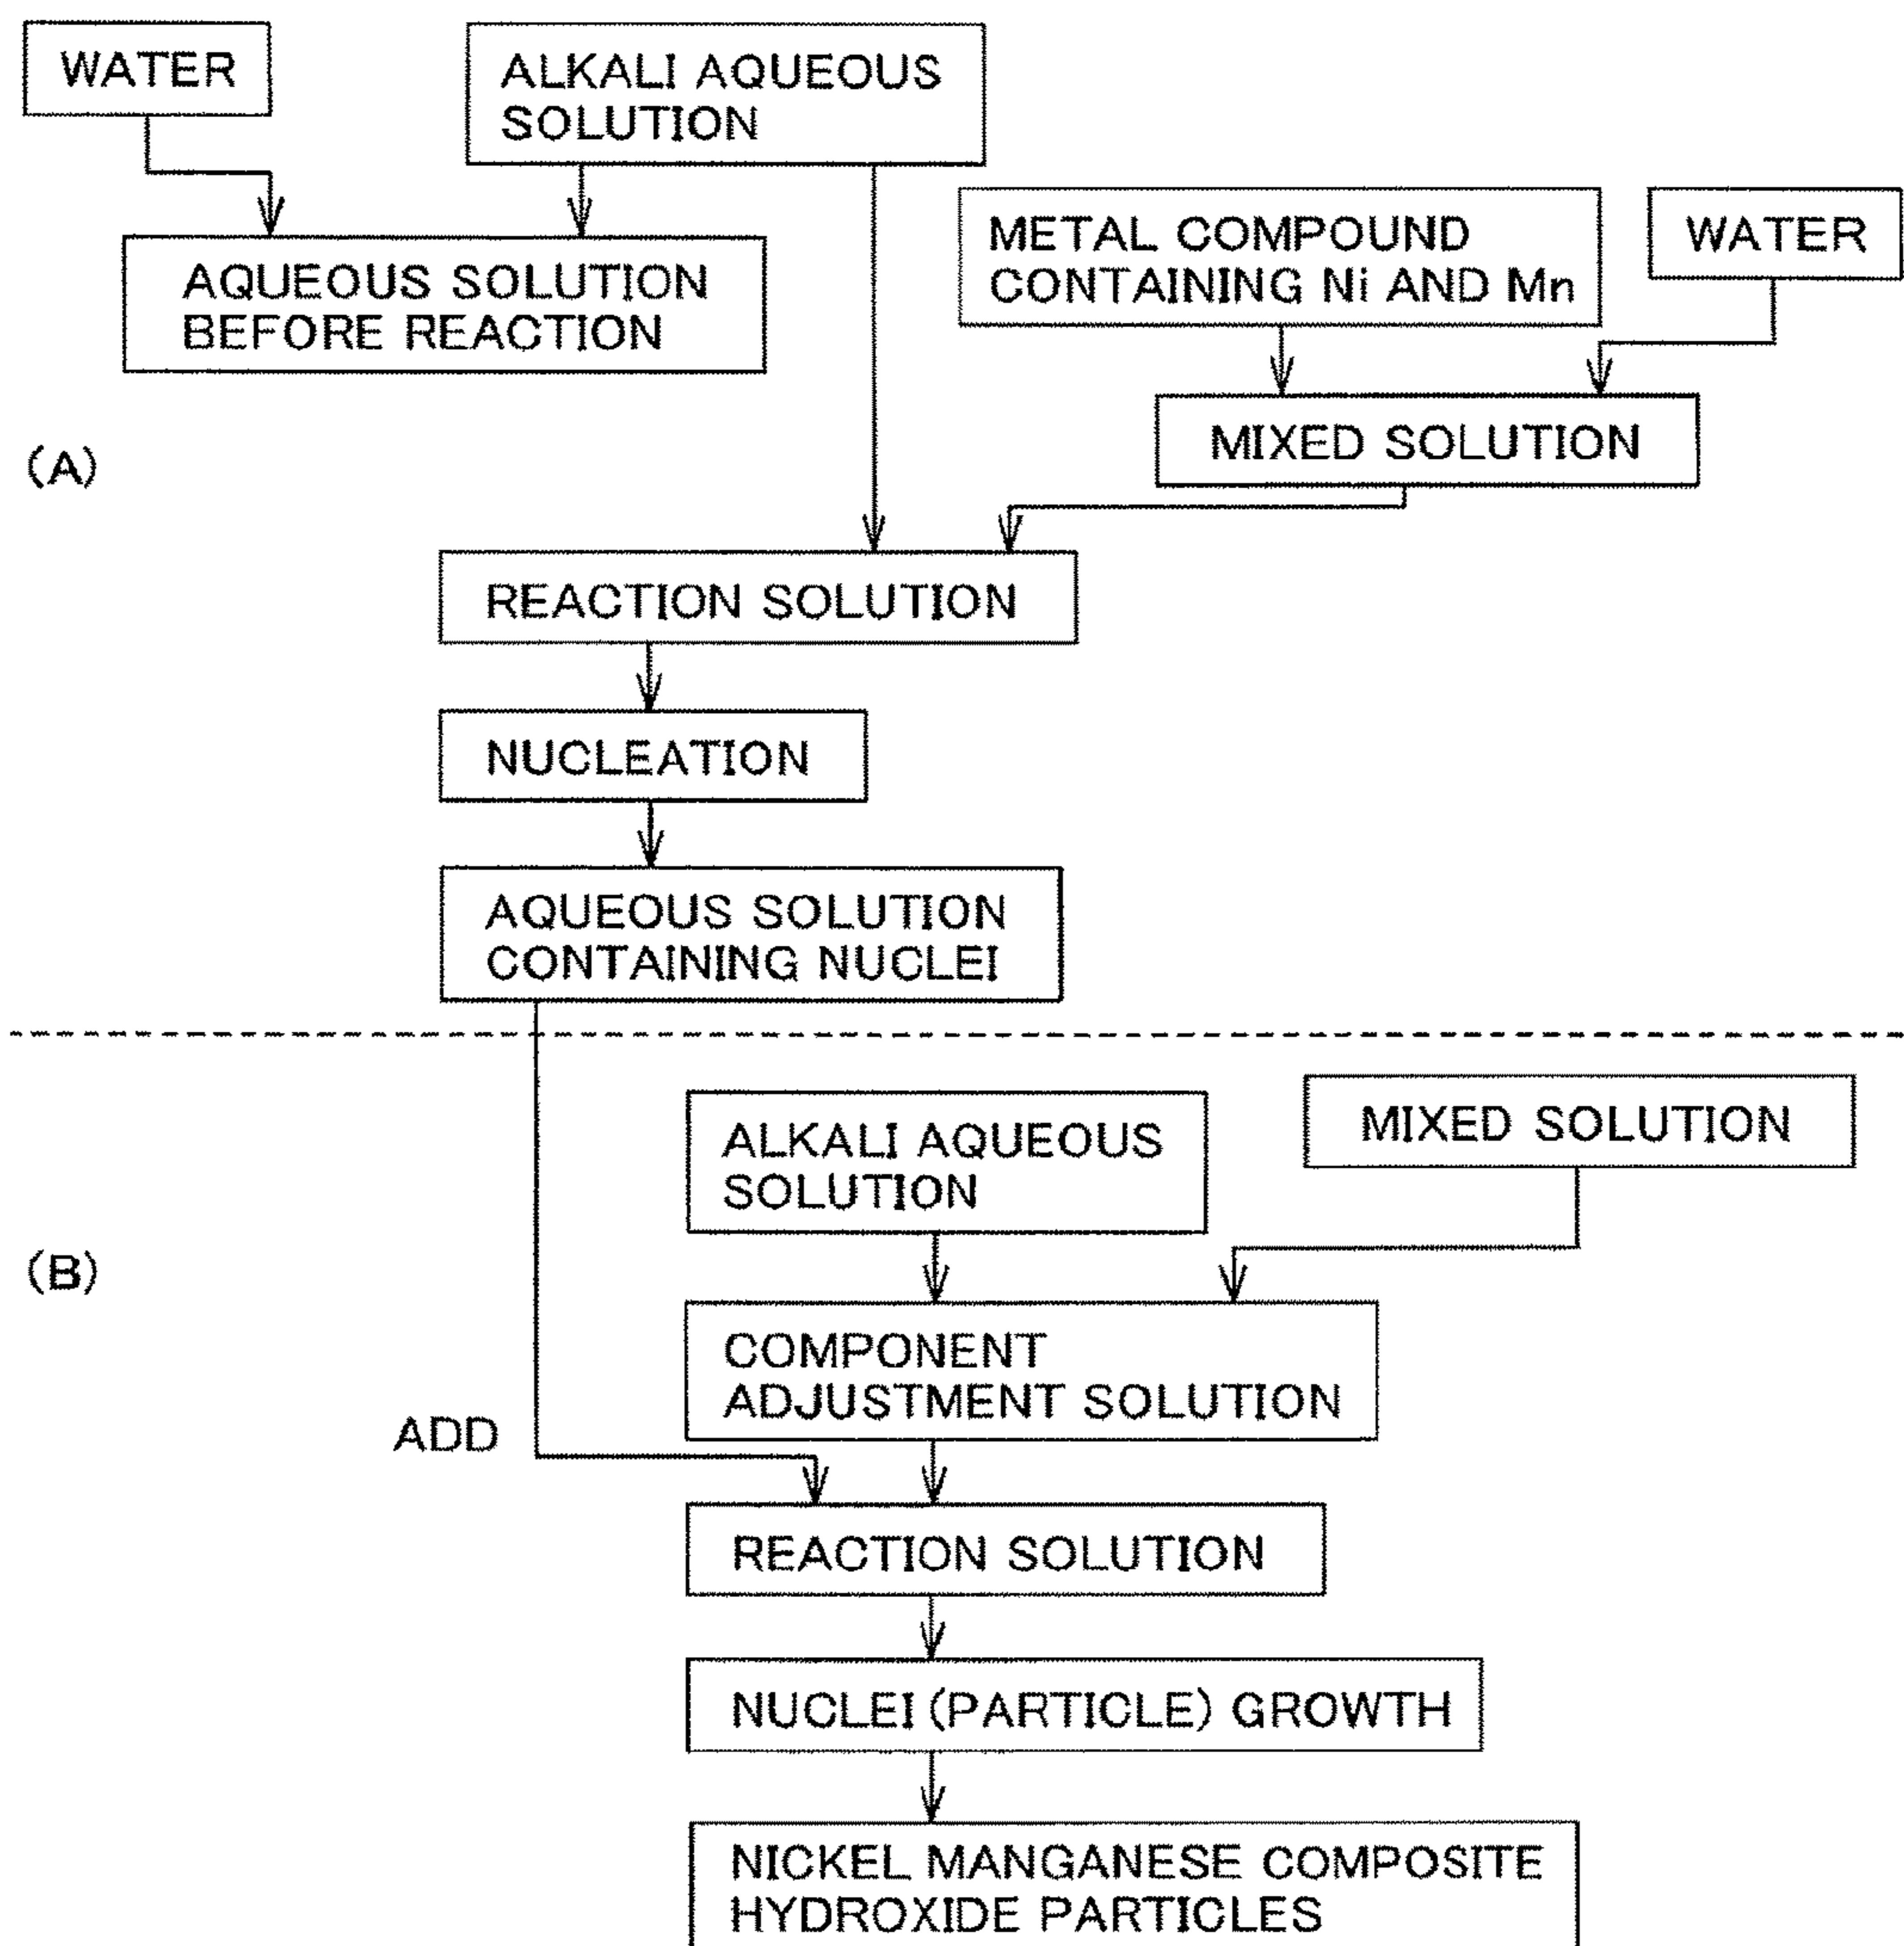 WATER
ALKALI AQUEOUS
SOLUTION
METAL COMPOUND
CONTAINING Ni AND Mn
WATER
AQUEOUS SOLUTION
BEFORE REACTION
MIXED SOLUTION
(A)
REACTION SOLUTION
NUCLEATION
AQUEOUS SOLUTION
CONTAINING NUCLEI
MIXED SOLUTION
ALKALI AQUEOUS
SOLUTION
(B)
COMPONENT
ADJUSTMENT SOLUTION
ADD
REACTION SOLUTION
NUCLEI (PARTICLE) GROWTH
NICKEL MANGANESE COMPOSITE
HYDROXIDE PARTICLES